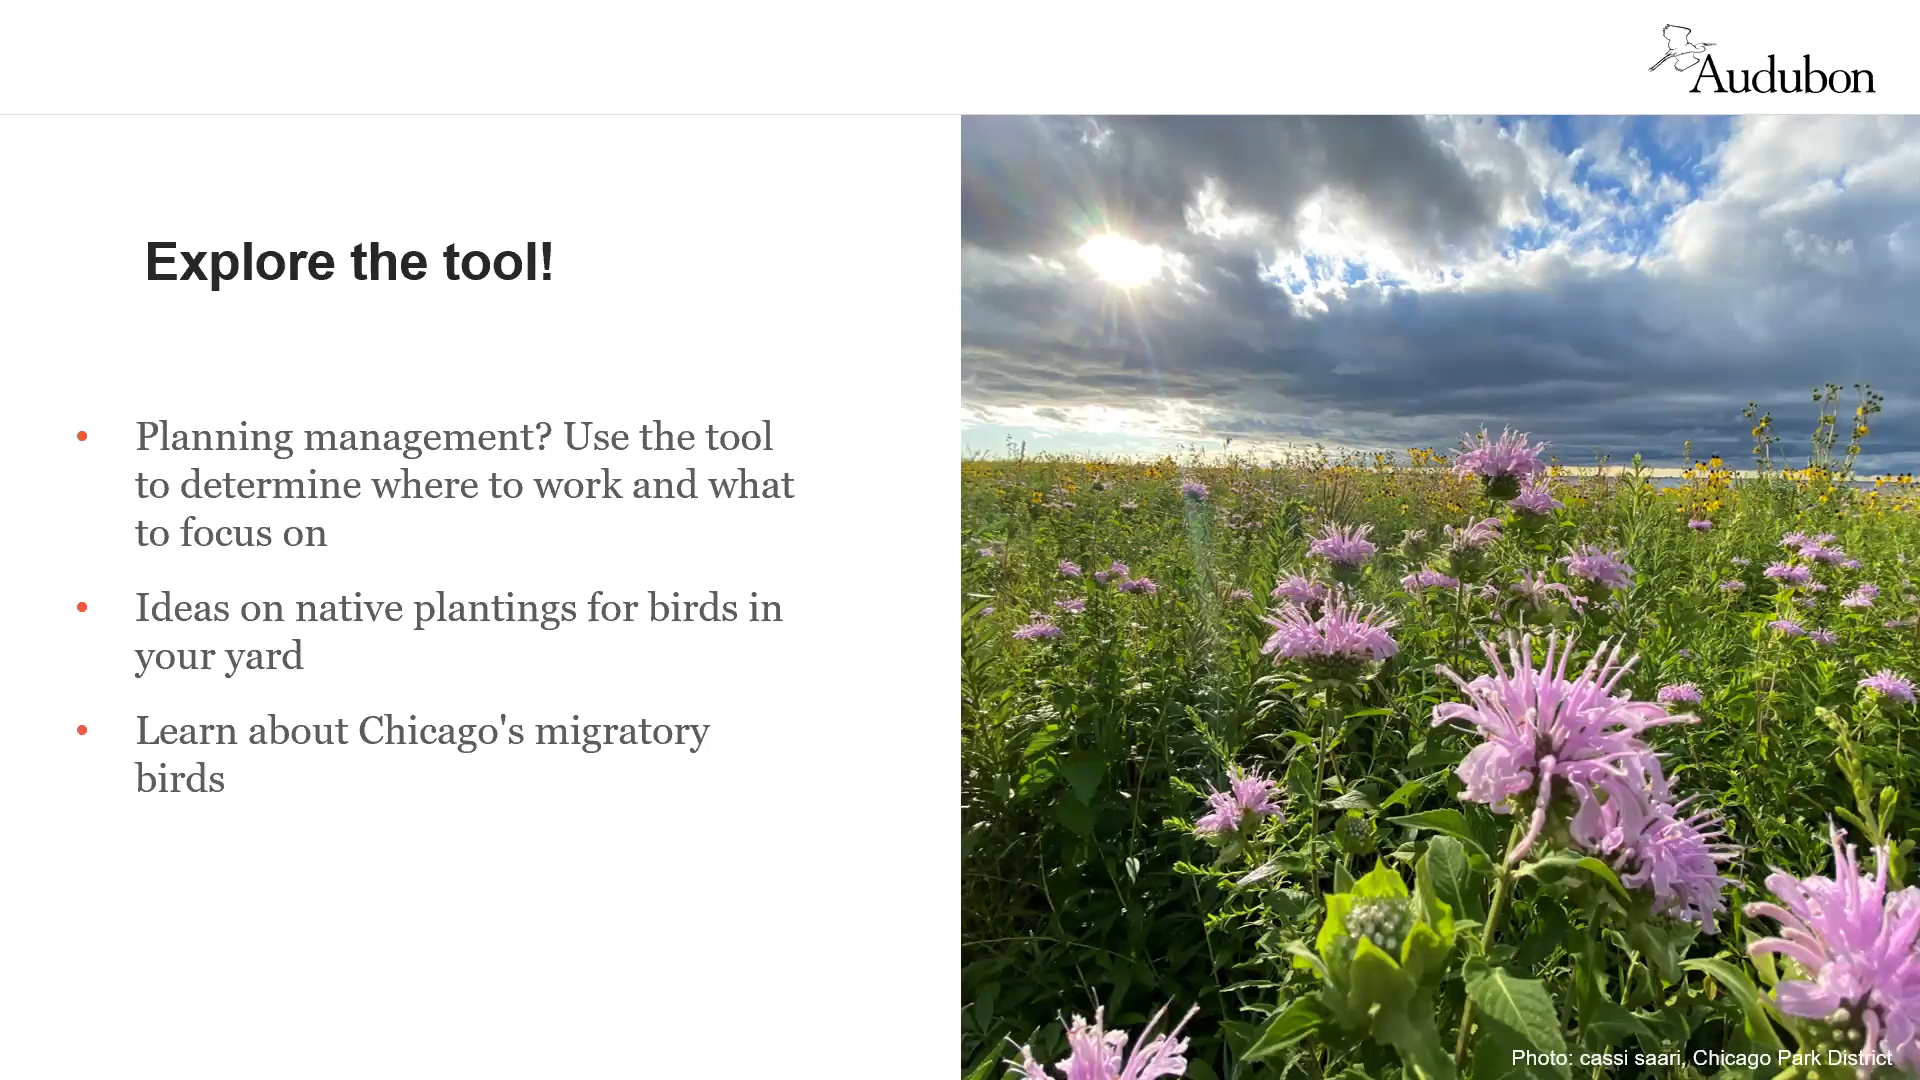 Audubon
Explore the tool!
• Planning management? Use the tool
to determine where to work and what
to focus on
• Ideas on native plantings for birds in
your yard
• Learn about Chicago's migratory
birds
Photo: cassi saari, Chicago Park District